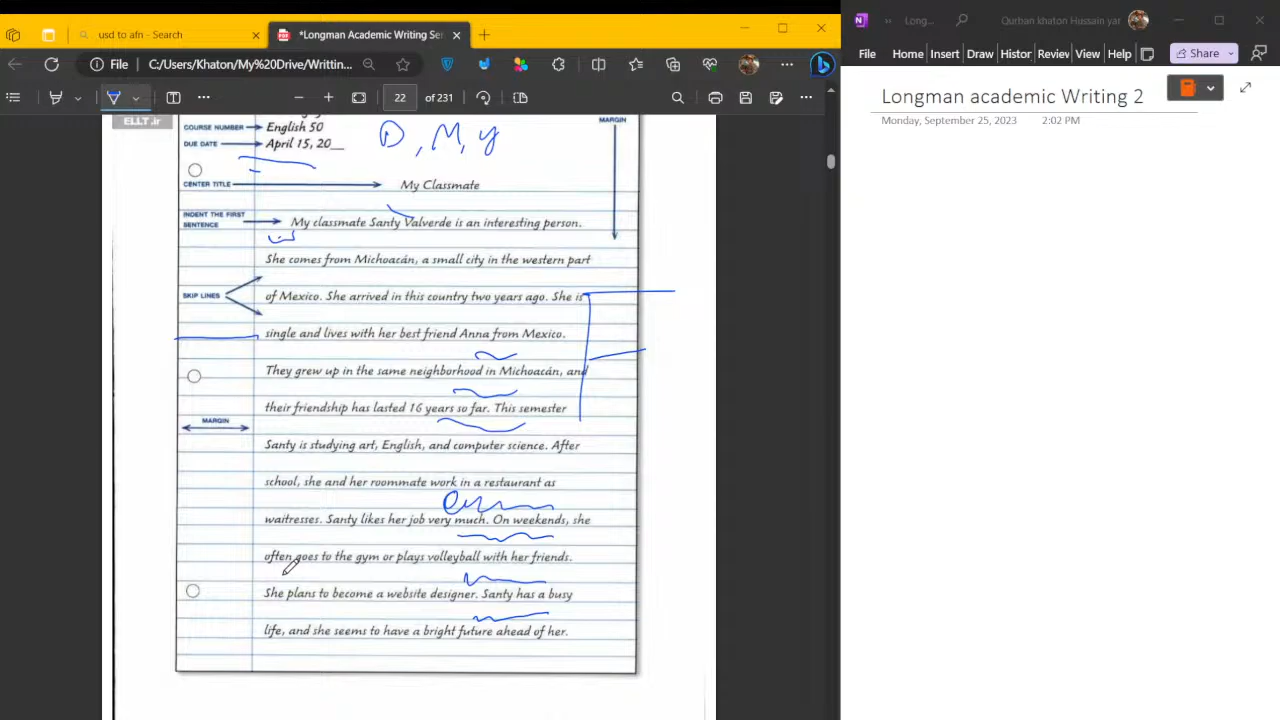 usd to afn - Search
*Longman Academic Writing Ser
File
C:/Users/Khaton/My%20Drive/Writtin...
22
of 231
ELLT.ir
COURSE NUMBER
English 50
DUE DATE
April 15, 20__
D, M, y
MARGIN
CENTER TITLE
My Classmate
INDENT THE FIRST
SENTENCE
My classmate Santy Valverde is an interesting person.
She comes from Michoacán, a small city in the western part
SKIP LINES
of Mexico. She arrived in this country two years ago. She is
single and lives with her best friend Anna from Mexico.
They grew up in the same neighborhood in Michoacán, and
their friendship has lasted 16 years so far. This semester
MARGIN
Santy is studying art, English, and computer science. After
school, she and her roommate work in a restaurant as
waitresses. Santy likes her job very much. On weekends, she
often goes to the gym or plays volleyball with her friends.
She plans to become a website designer. Santy has a busy
life, and she seems to have a bright future ahead of her.
Long...
Qurban khaton Hussain yar
File
Home
Insert
Draw
Histor
Review
View
Share
Longman academic Writing 2
Monday, September 25, 2023
2:02 PM